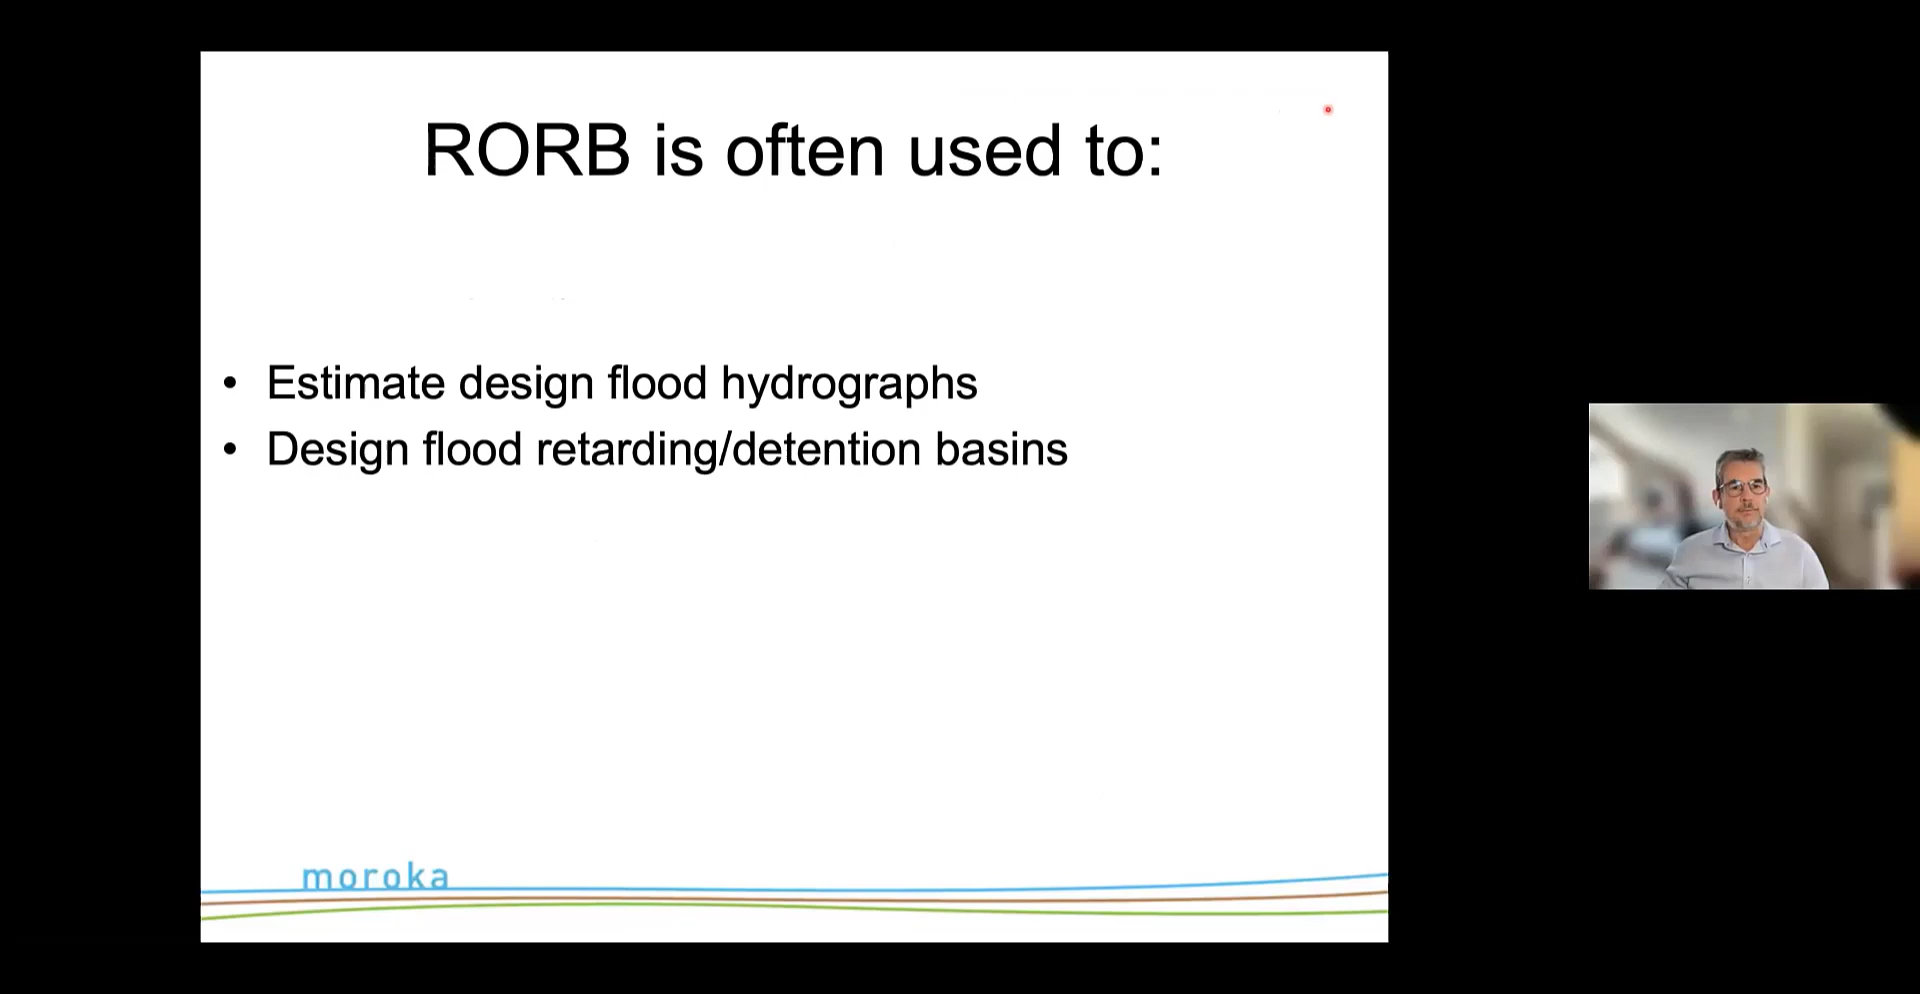 RORB is often used to:
• Estimate design flood hydrographs
• Design flood retarding/detention basins
moroka